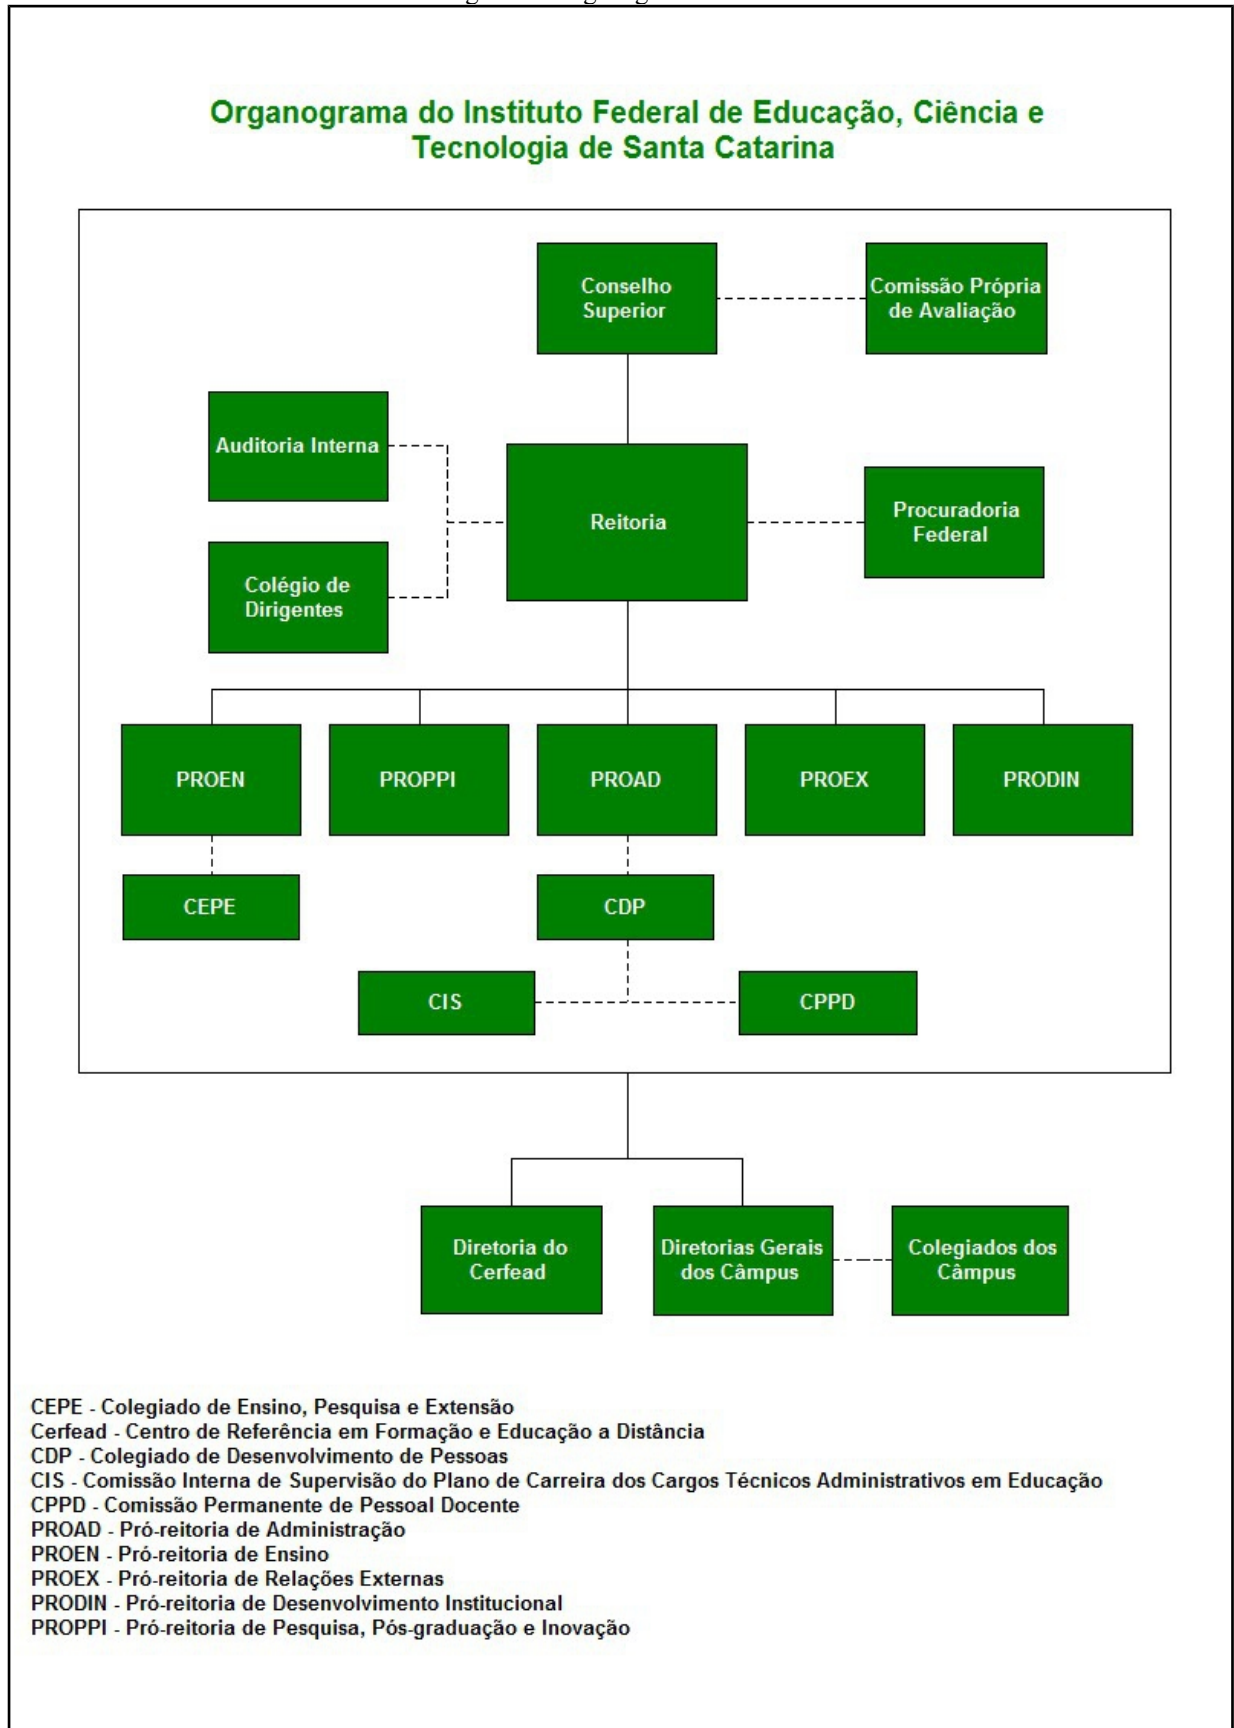 Organograma do Instituto Federal de Educação, Ciência e
Tecnologia de Santa Catarina
Conselho
Superior
Comissão Própria
de Avaliação
Auditoria Interna
Reitoria
Procuradoria
Federal
Colégio de
Dirigentes
PROEN
PROPPI
PROAD
PROEX
PRODIN
CEPE
CDP
CIS
CPPD
Diretoria do
Cerfead
Diretorias Gerais
dos Câmpus
Colegiados dos
Câmpus
CEPE - Colegiado de Ensino, Pesquisa e Extensão
Cerfead - Centro de Referência em Formação e Educação a Distância
CDP - Colegiado de Desenvolvimento de Pessoas
CIS - Comissão Interna de Supervisão do Plano de Carreira dos Cargos Técnicos Administrativos em Educação
CPPD - Comissão Permanente de Pessoal Docente
PROAD - Pró-reitoria de Administração
PROEN - Pró-reitoria de Ensino
PROEX - Pró-reitoria de Relações Externas
PRODIN - Pró-reitoria de Desenvolvimento Institucional
PROPPI - Pró-reitoria de Pesquisa, Pós-graduação e Inovação